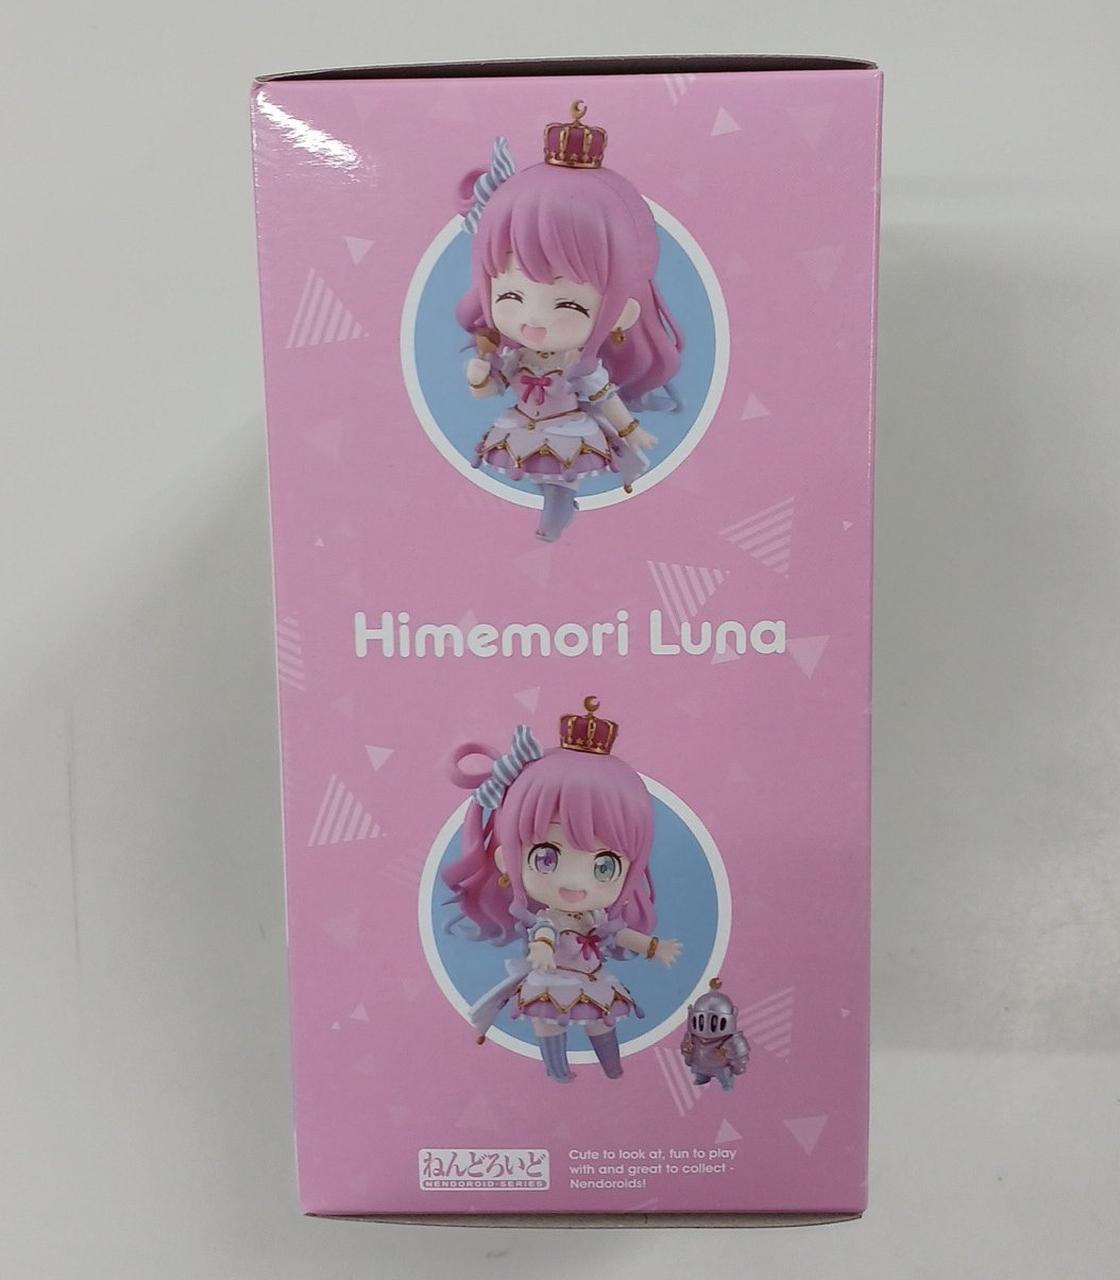 Himemori Luna
ねんどろいど
NENDOROID·SERIES
Cute to look at, fun to play
with and great to collect -
Nendoroids!